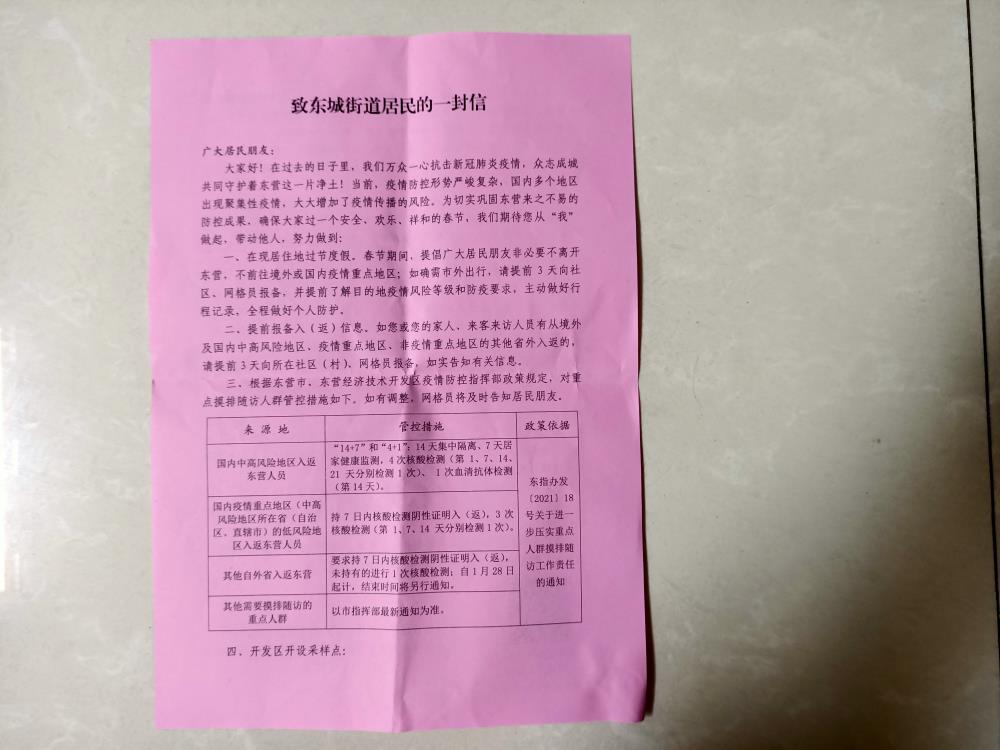 致东城街道居民的一封信
广大居民朋友：
大家好！在过去的日子里，我们万众一心抗击新冠肺炎疫情，众志成城
共同守护着东营这一片净土！当前，疫情防控形势严峻复杂，国内多个地区
出现聚集性疫情，大大增加了疫情传播的风险。为切实巩固东营来之不易的
防控成果，确保大家过一个安全、欢乐、祥和的春节，我们期待您从“我”
做起，带动他人，努力做到：
一、在现居住地过节度假。春节期间，提倡广大居民朋友非必要不离开
东营，不前往境外或国内疫情重点地区；如确需市外出行，请提前 3 天向社
区、网格员报备，并提前了解目的地疫情风险等级和防疫要求，主动做好行
程记录，全程做好个人防护。
二、提前报备入（返）信息。如您或您的家人、来客来访人员有从境外
及国内中高风险地区、疫情重点地区、非疫情重点地区的其他省外入返的，
请提前 3 天向所在社区（村）、网格员报备，如实告知有关信息。
三、根据东营市、东营经济技术开发区疫情防控指挥部政策规定，对重
点摸排随访人群管控措施如下。如有调整，网格员将及时告知居民朋友。
来 源 地
管控措施
政策依据
国内中高风险地区入返
东营人员
“14+7”和“4+1”：14 天集中隔离、7 天居
家健康监测，4 次核酸检测（第 1、7、14、
21 天分别检测 1 次）、 1 次血清抗体检测
（第 14 天）。
国内疫情重点地区（中高
风险地区所在省（自治
区、直辖市）的低风险地
区入返东营人员
持 7 日内核酸检测阴性证明入（返），3 次
核酸检测（第 1、7、14 天分别检测 1 次）。
其他自外省入返东营
要求持 7 日内核酸检测阴性证明入（返），
未持有的进行 1 次核酸检测；自 1 月 28 日
起计，结束时间将另行通知。
其他需要摸排随访的
重点人群
以市指挥部最新通知为准。
东指办发
〔2021〕18
号关于进一
步压实重点
人群摸排随
访工作责任
的通知
四、开发区开设采样点：